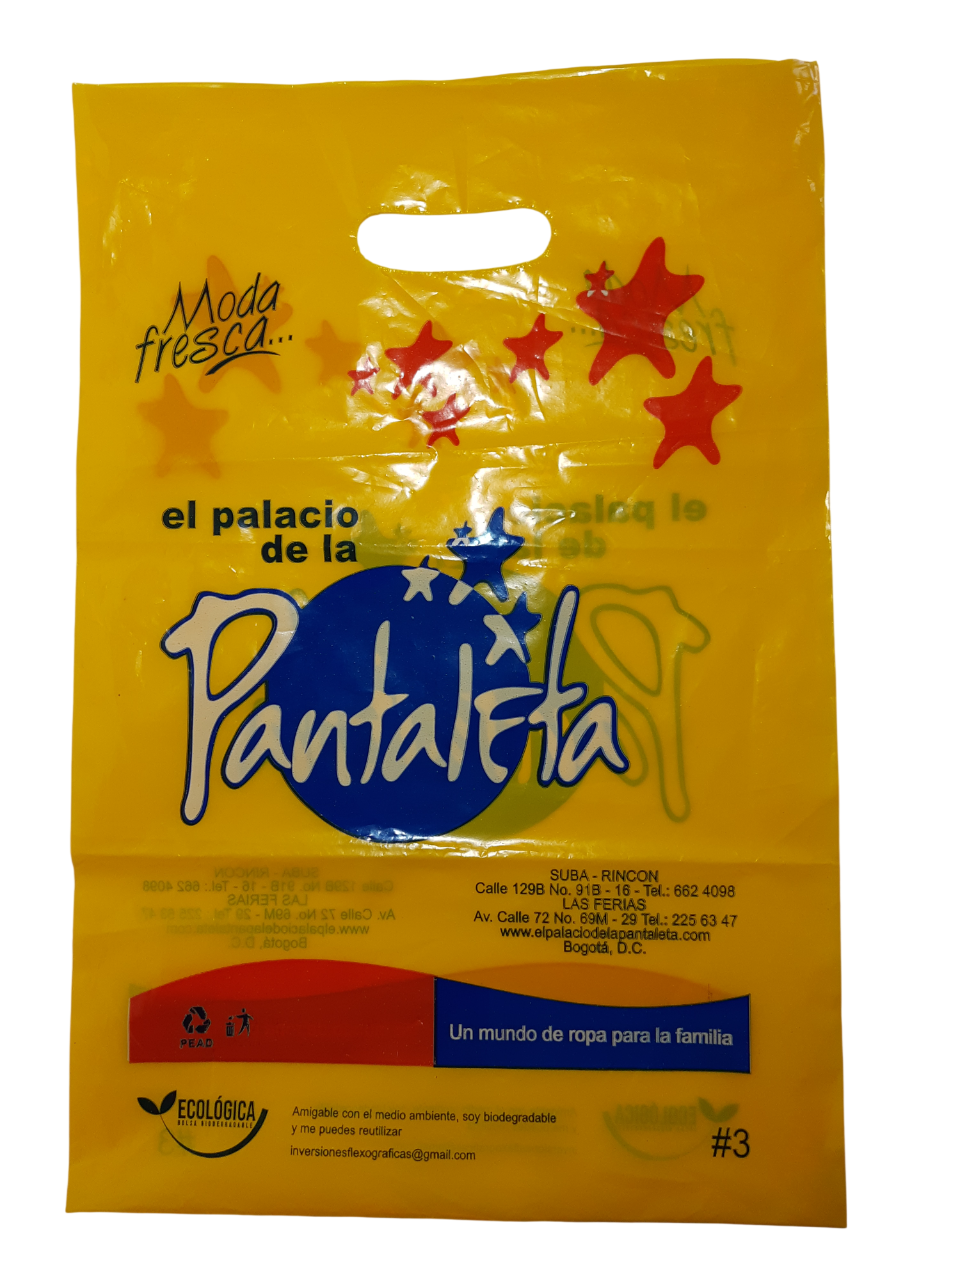 Moda
fresca...
el palacio
de la
Pantaleta
SUBA - RINCON
Calle 129B No. 91B - 16 - Tel.: 662 4098
LAS FERIAS
Av. Calle 72 No. 69M - 29 Tel.: 225 63 47
www.elpalaciodelapantaleta.com
Bogotá, D.C.
PEAD
Un mundo de ropa para la familia
ECOLÓGICA
BOLSA BIODEGRADABLE
Amigable con el medio ambiente, soy biodegradable
y me puedes reutilizar
inversionesflexograficas@gmail.com
#3